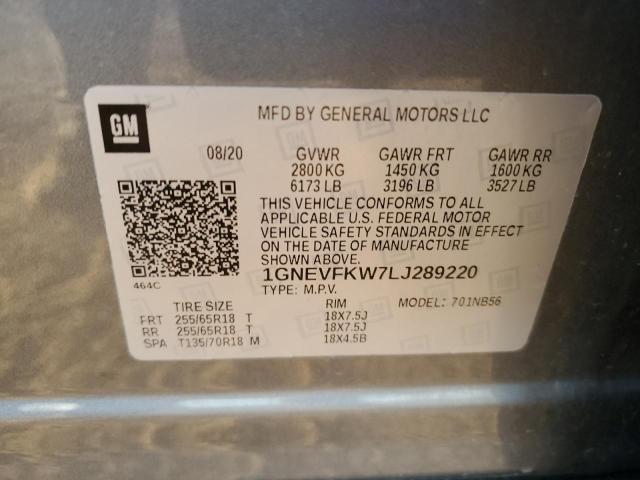 GM
MFD BY GENERAL MOTORS LLC
08/20 GVWR GAWR FRT GAWR RR
2800 KG 1450 KG 1600 KG
6173 LB 3196 LB 3527 LB
THIS VEHICLE CONFORMS TO ALL
APPLICABLE U.S. FEDERAL MOTOR
VEHICLE SAFETY STANDARDS IN EFFECT
ON THE DATE OF MANUFACTURE
SHOWN ABOVE.
464C
1GNEVFKW7LJ289220
TYPE: M.P.V. MODEL: 701NB56
TIRE SIZE RIM
FRT 255/65R18 T 18X7.5J
RR 255/65R18 T 18X7.5J
SPA T135/70R18 M 18X4.5B